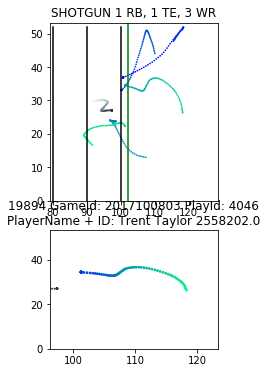 SHOTGUN 1 RB, 1 TE, 3 WR
50
40
30
20
10
0
80 90 100 110 120
19894 GameId: 2017100803 PlayId: 4046
PlayerName + ID: Trent Taylor 2558202.0
40
20
0
100 110 120